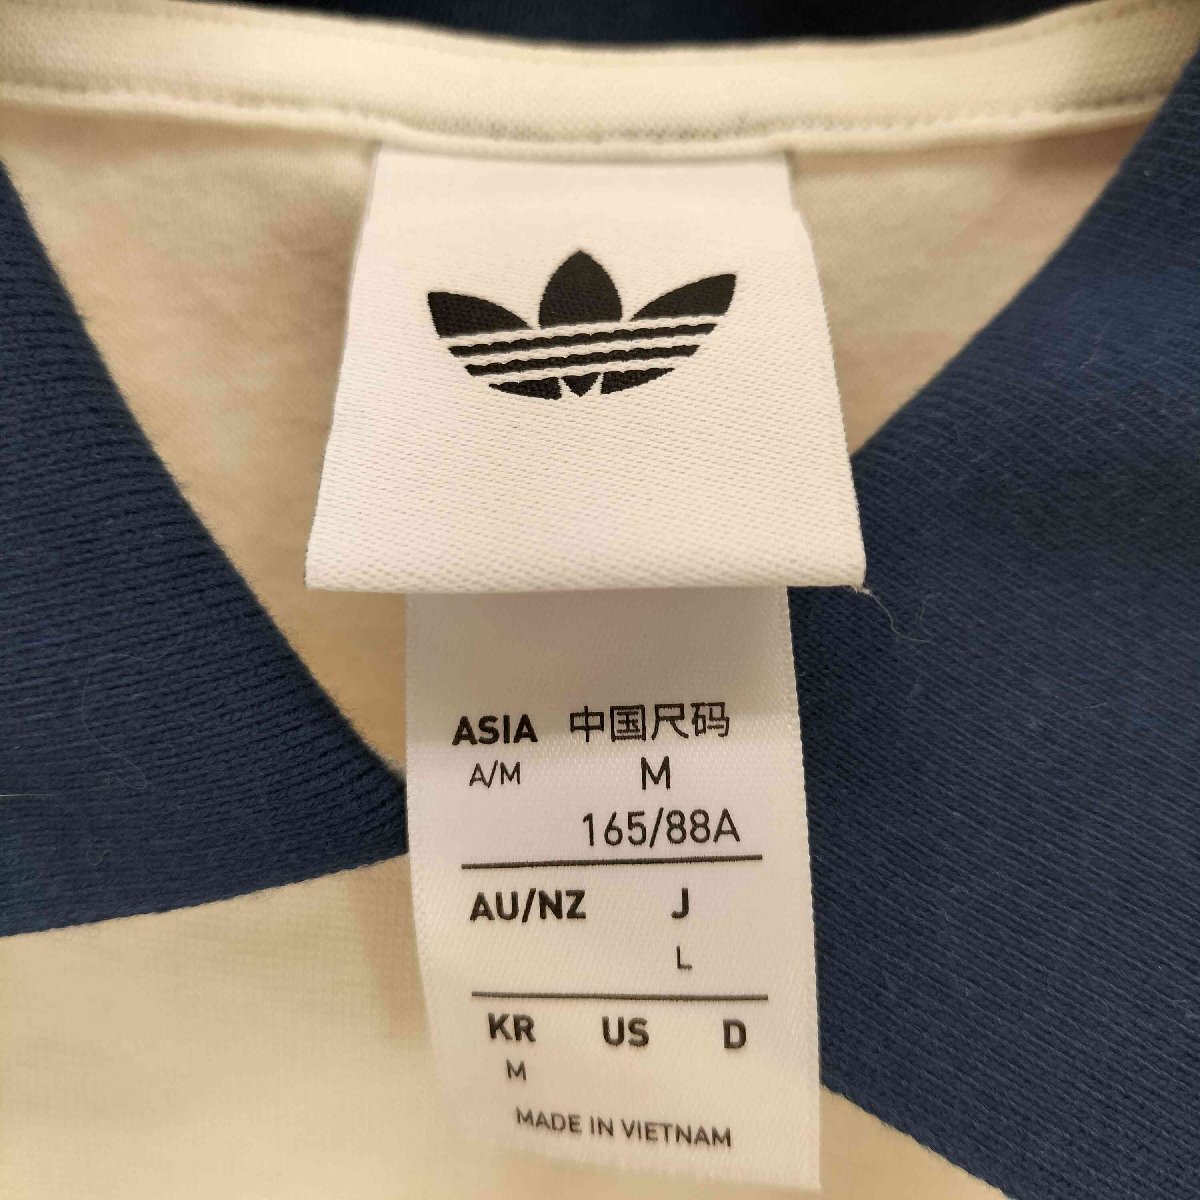 ASIA 中国尺码
A/M M
165/88A
AU/NZ J
L
KR US D
M
MADE IN VIETNAM